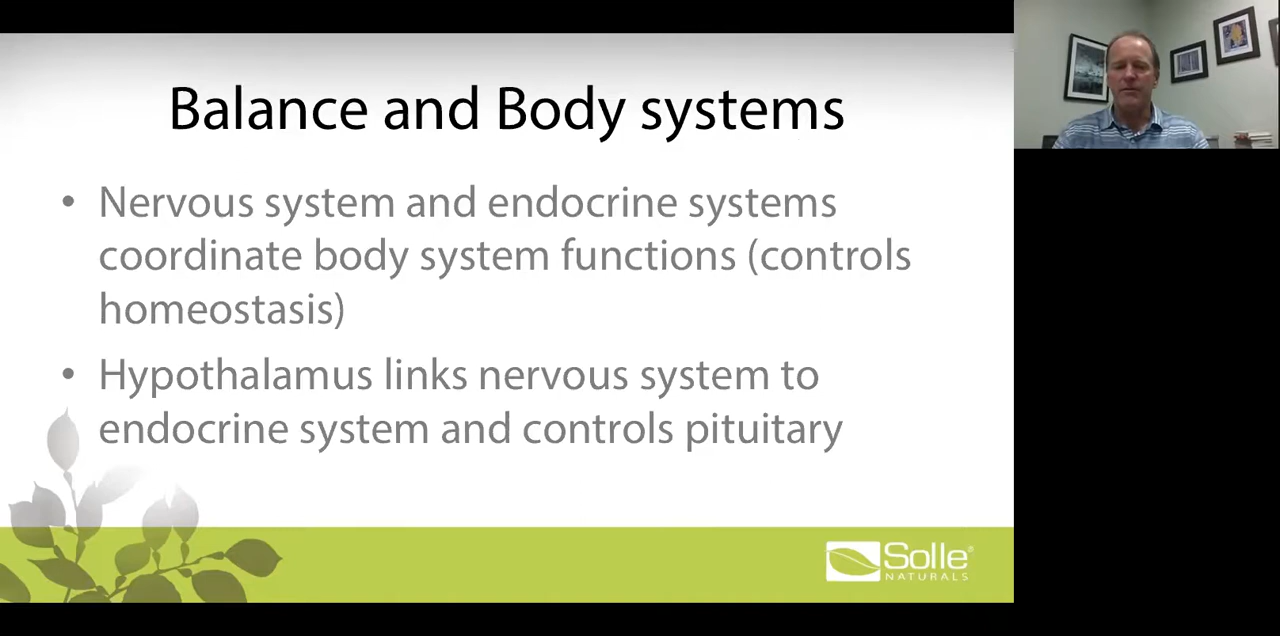 Balance and Body systems
• Nervous system and endocrine systems
coordinate body system functions (controls
homeostasis)
• Hypothalamus links nervous system to
endocrine system and controls pituitary
Solle®
NATURALS